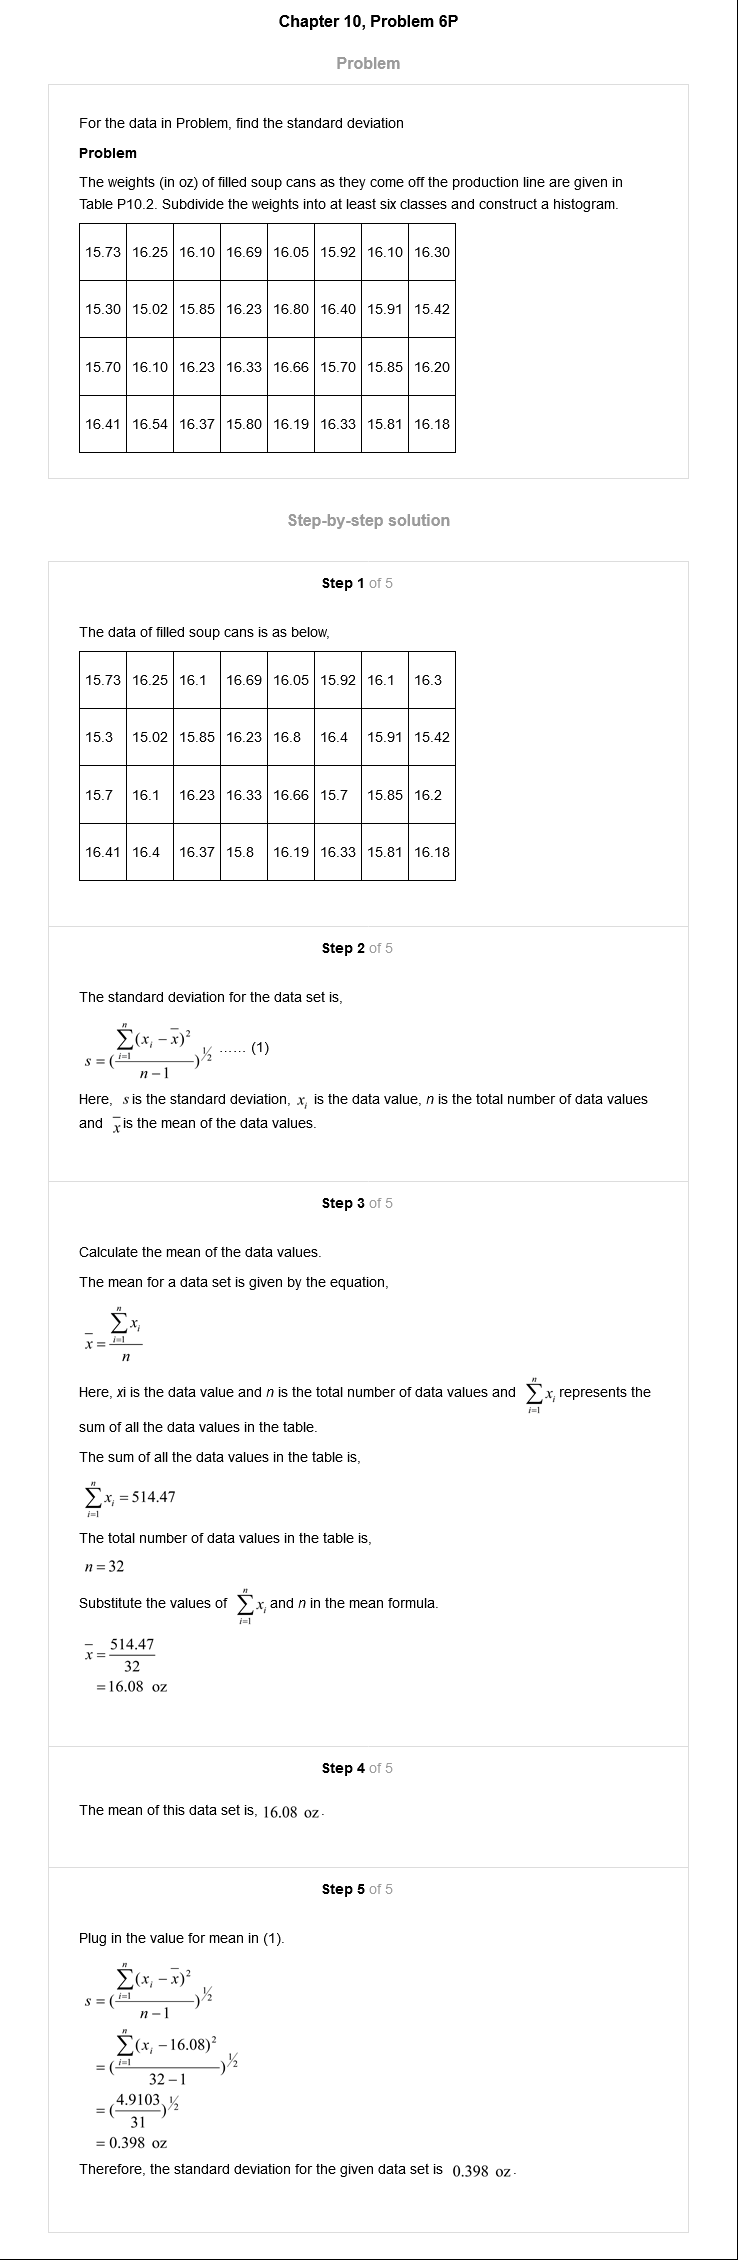 Chapter 10, Problem 6P
Problem
For the data in Problem, find the standard deviation
Problem
The weights (in oz) of filled soup cans as they come off the production line are given in
Table P10.2. Subdivide the weights into at least six classes and construct a histogram.
15.73 16.25 16.10 16.69 16.05 15.92 16.10 16.30
15.30 15.02 15.85 16.23 16.80 16.40 15.91 15.42
15.70 16.10 16.23 16.33 16.66 15.70 15.85 16.20
16.41 16.54 16.37 15.80 16.19 16.33 15.81 16.18
Step-by-step solution
Step 1 of 5
The data of filled soup cans is as below,
15.73 16.25 16.1 16.69 16.05 15.92 16.1 16.3
15.3 15.02 15.85 16.23 16.8 16.4 15.91 15.42
15.7 16.1 16.23 16.33 16.66 15.7 15.85 16.2
16.41 16.4 16.37 15.8 16.19 16.33 15.81 16.18
Step 2 of 5
The standard deviation for the data set is,
s = (∑_{i=1}^{n}(x_i − x̄)² / n − 1)^{1/2} ...... (1)
Here, s is the standard deviation, x_i is the data value, n is the total number of data values
and x̄ is the mean of the data values.
Step 3 of 5
Calculate the mean of the data values.
The mean for a data set is given by the equation,
x̄ = ∑_{i=1}^{n} x_i / n
Here, xi is the data value and n is the total number of data values and ∑_{i=1}^{n} x_i represents the
sum of all the data values in the table.
The sum of all the data values in the table is,
∑_{i=1}^{n} x_i = 514.47
The total number of data values in the table is,
n = 32
Substitute the values of ∑_{i=1}^{n} x_i and n in the mean formula.
x̄ = 514.47 / 32
= 16.08 oz
Step 4 of 5
The mean of this data set is, 16.08 oz.
Step 5 of 5
Plug in the value for mean in (1).
s = (∑_{i=1}^{n}(x_i − x̄)² / n − 1)^{1/2}
= (∑_{i=1}^{n}(x_i − 16.08)² / 32 − 1)^{1/2}
= (4.9103 / 31)^{1/2}
= 0.398 oz
Therefore, the standard deviation for the given data set is 0.398 oz.